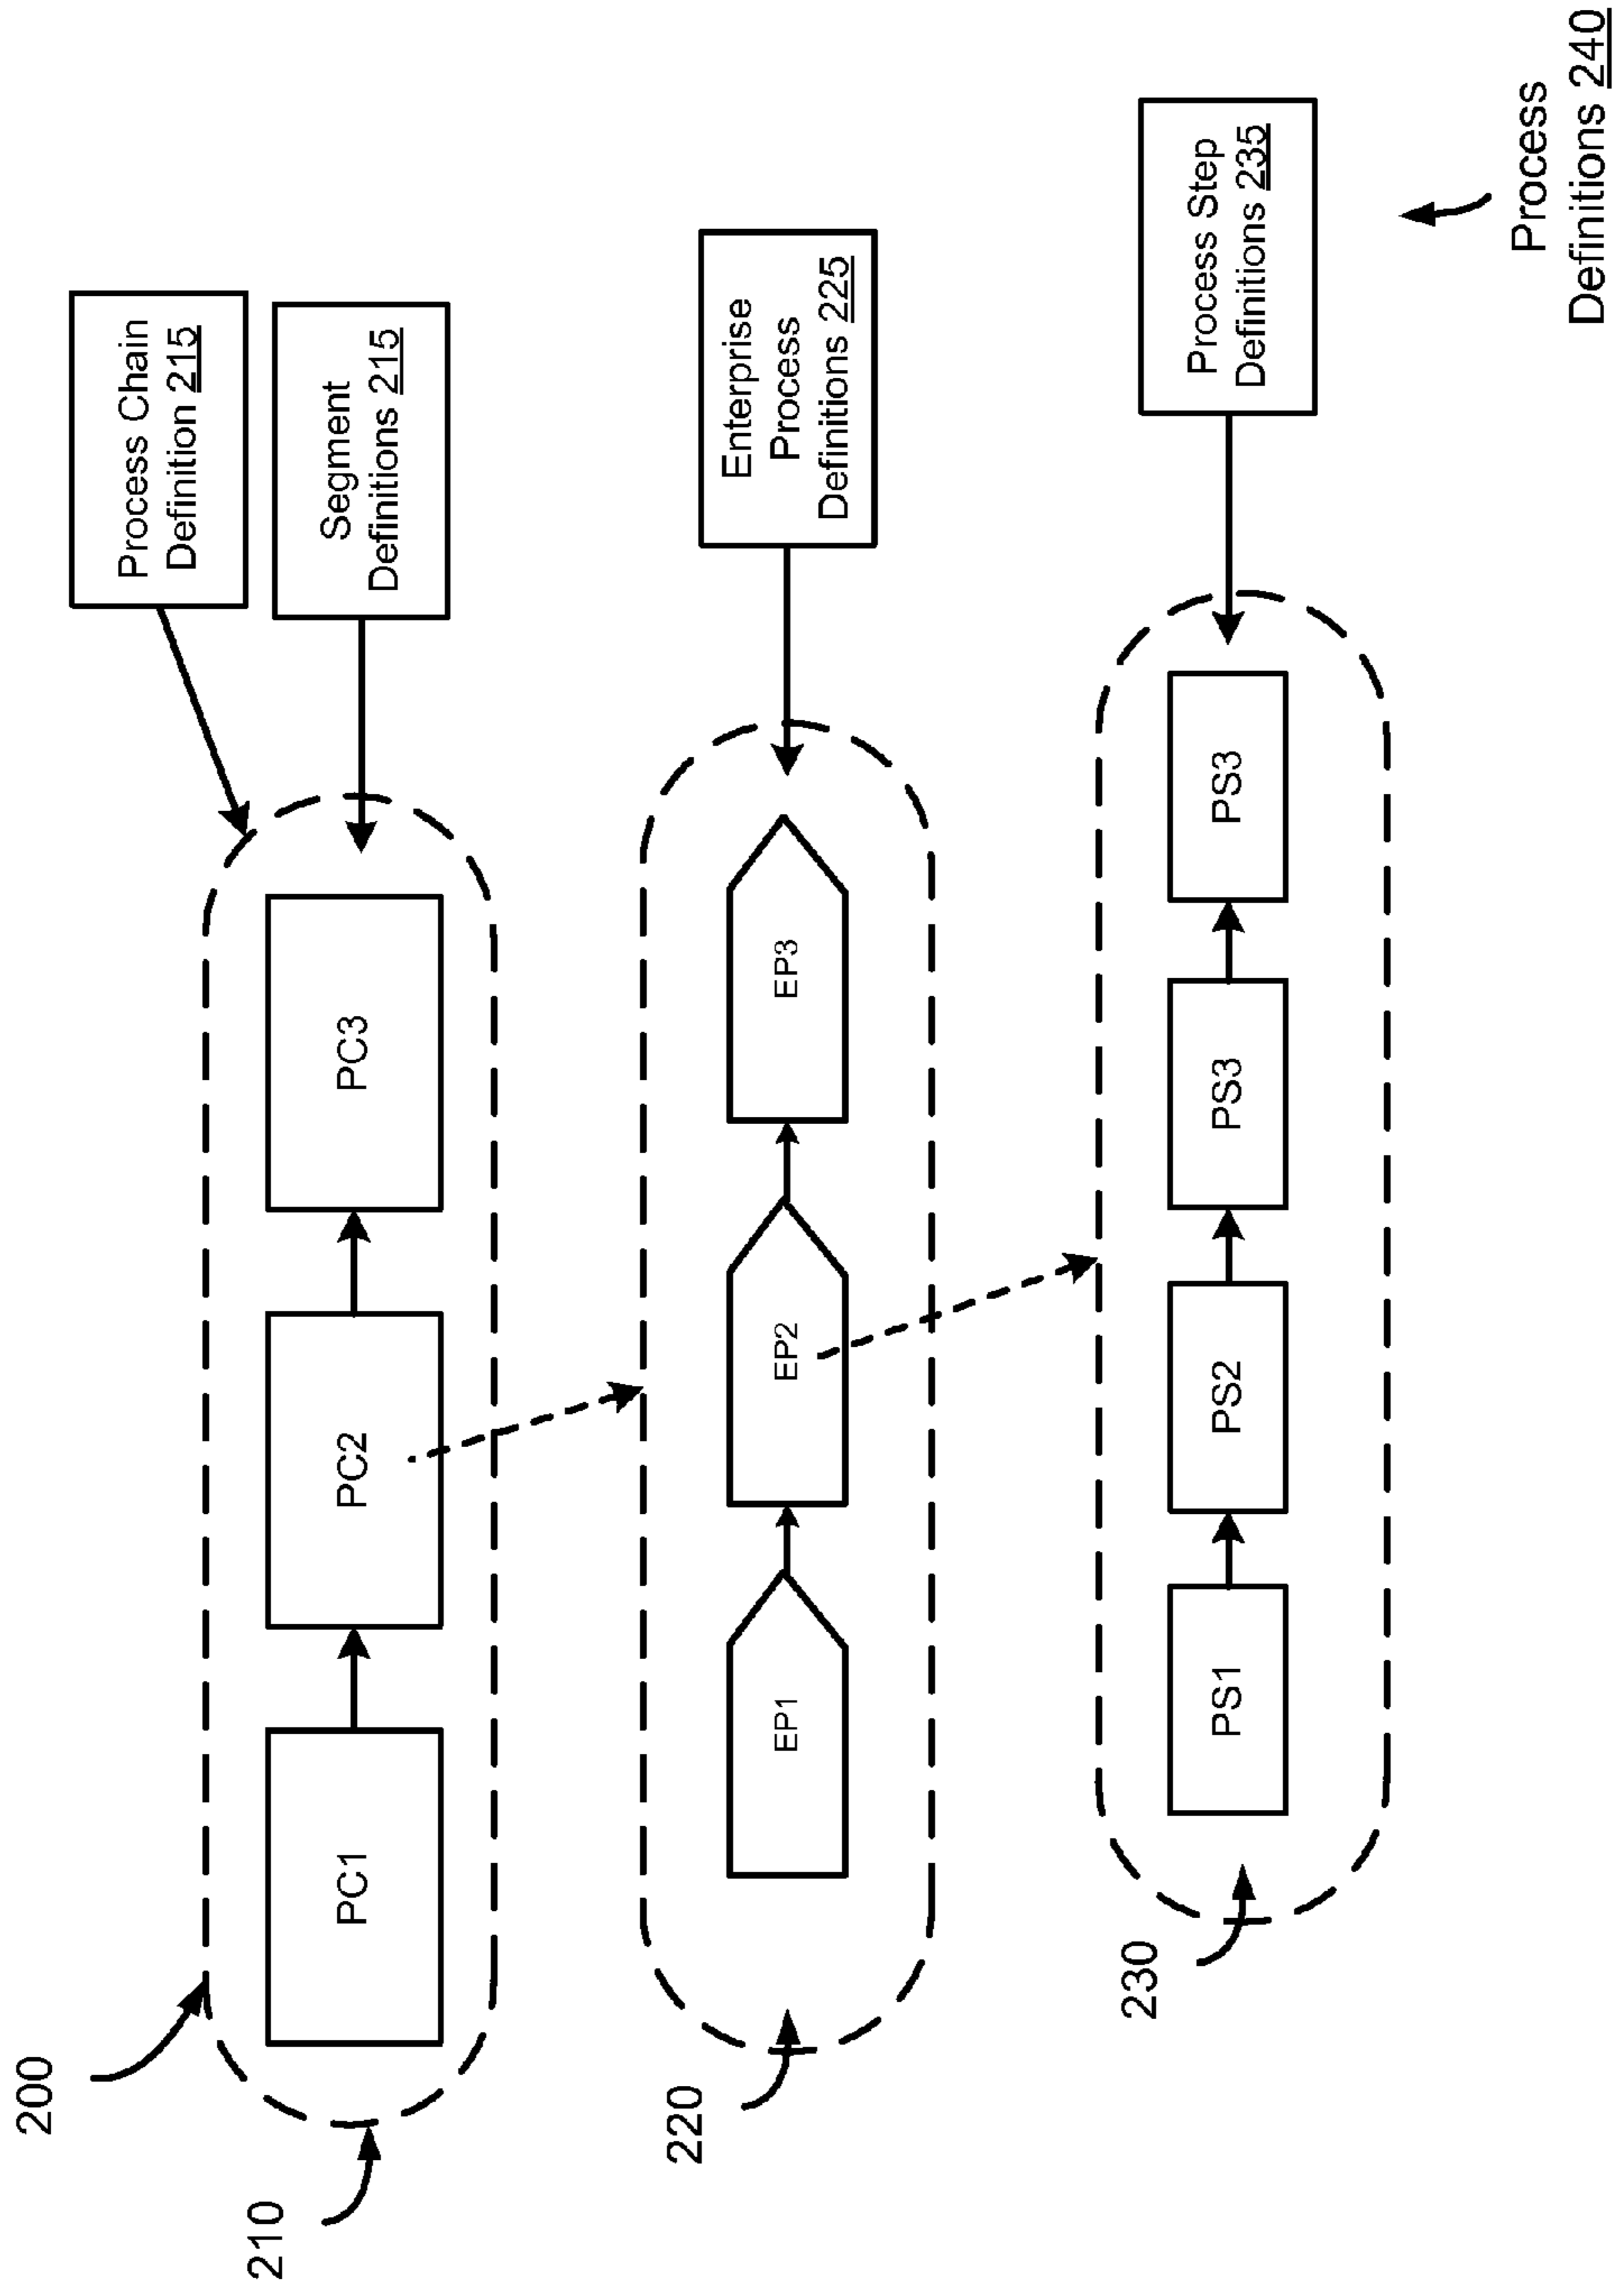 200
210
Process Chain
Definition 215
PC1
PC2
PC3
Segment
Definitions 215
220
EP1
EP2
EP3
Enterprise
Process
Definitions 225
230
PS1
PS2
PS3
PS3
Process Step
Definitions 235
Process
Definitions 240